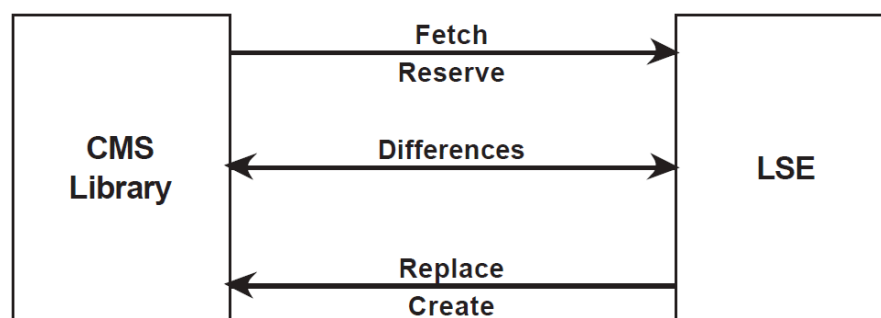 Fetch
Reserve
CMS
Library
Differences
LSE
Replace
Create